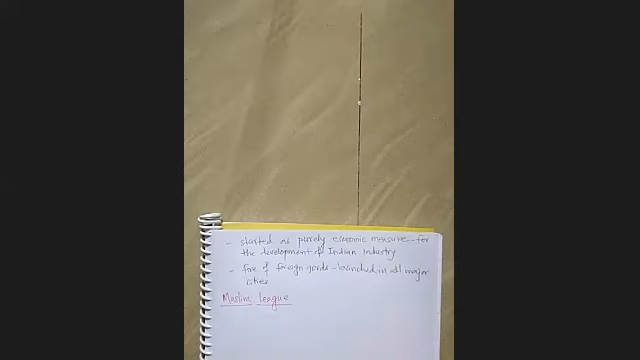 - started as purely economic measure - for
the development of Indian Industry
- fire of foreign goods - launched in all major
cities
Muslim League